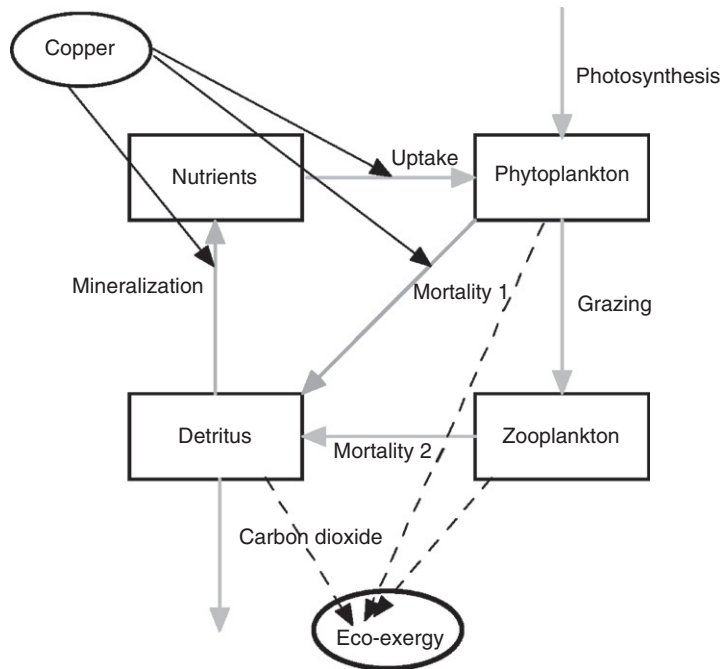 Copper
Photosynthesis
Uptake
Nutrients
Phytoplankton
Mineralization
Mortality 1
Grazing
Detritus
Zooplankton
Mortality 2
Carbon dioxide
Eco-exergy